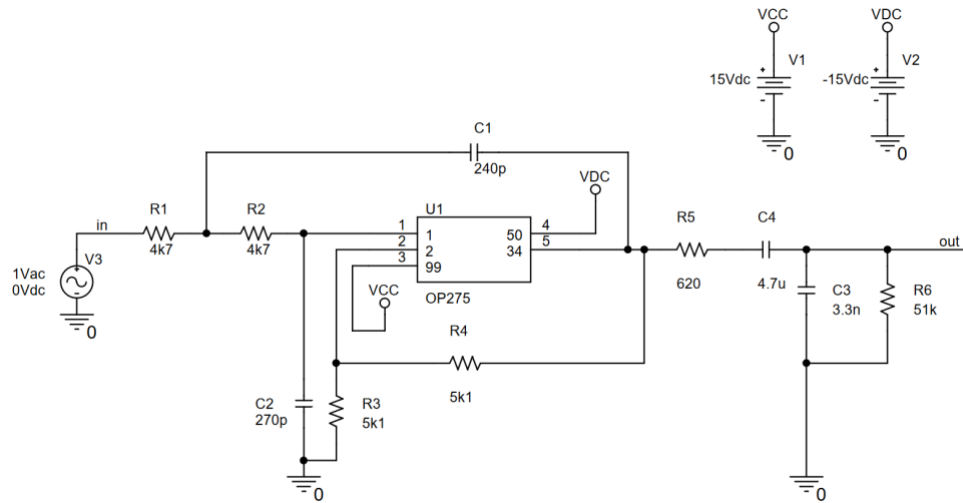 VCC
VDC
V1
V2
15Vdc
-15Vdc
+
+
-
-
0
0
C1
240p
VDC
U1
in
R1
R2
4k7
4k7
1
1
50
4
2
2
34
5
3
99
VCC
OP275
R5
C4
620
4.7u
out
+
V3
1Vac
0Vdc
-
0
C3
3.3n
R6
51k
R4
5k1
C2
270p
R3
5k1
0
0